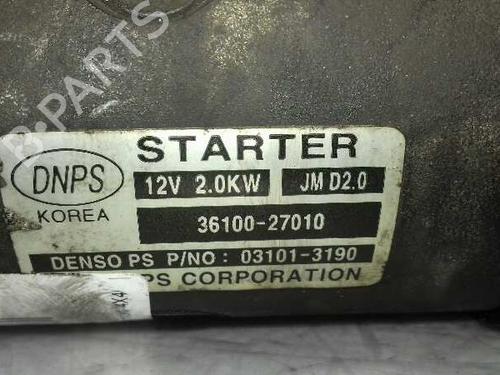 B-PARTS
STARTER
DNPS
12V 2.0KW
JM D2.0
KOREA
36100-27010
DENSO PS P/NO: 03101-3190
PS CORPORATION
4X4